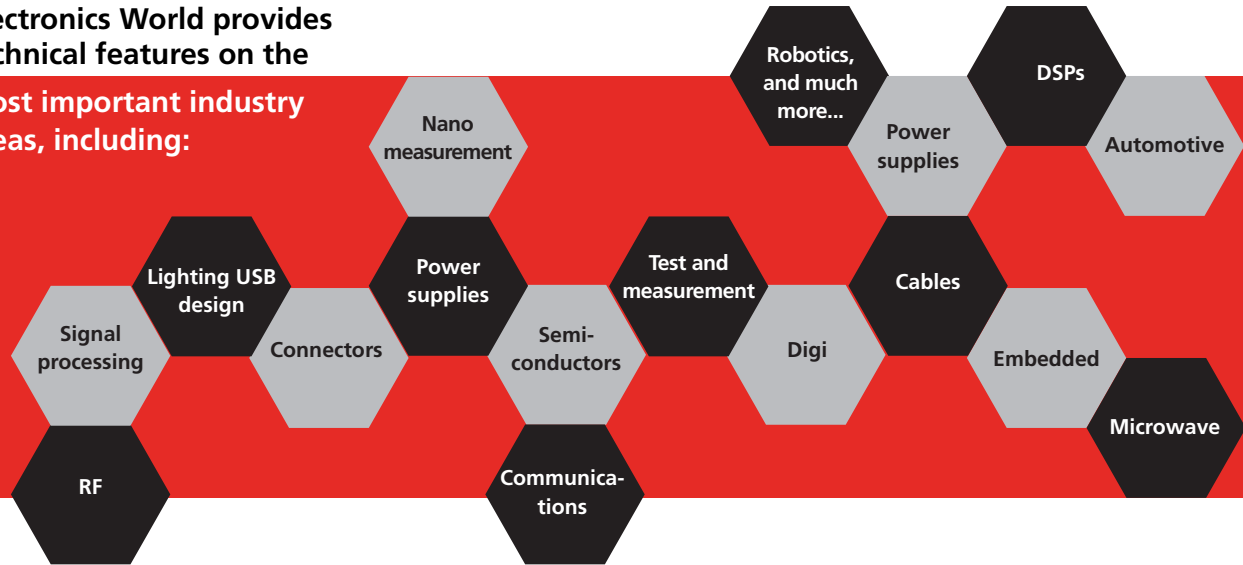 ectronics World provides
chnical features on the
ost important industry
eas, including:
Robotics,
and much
more...
DSPs
Nano
measurement
Power
supplies
Automotive
Lighting USB
design
Power
supplies
Test and
measurement
Cables
Signal
processing
Connectors
Semi-
conductors
Digi
Embedded
Microwave
RF
Communica-
tions